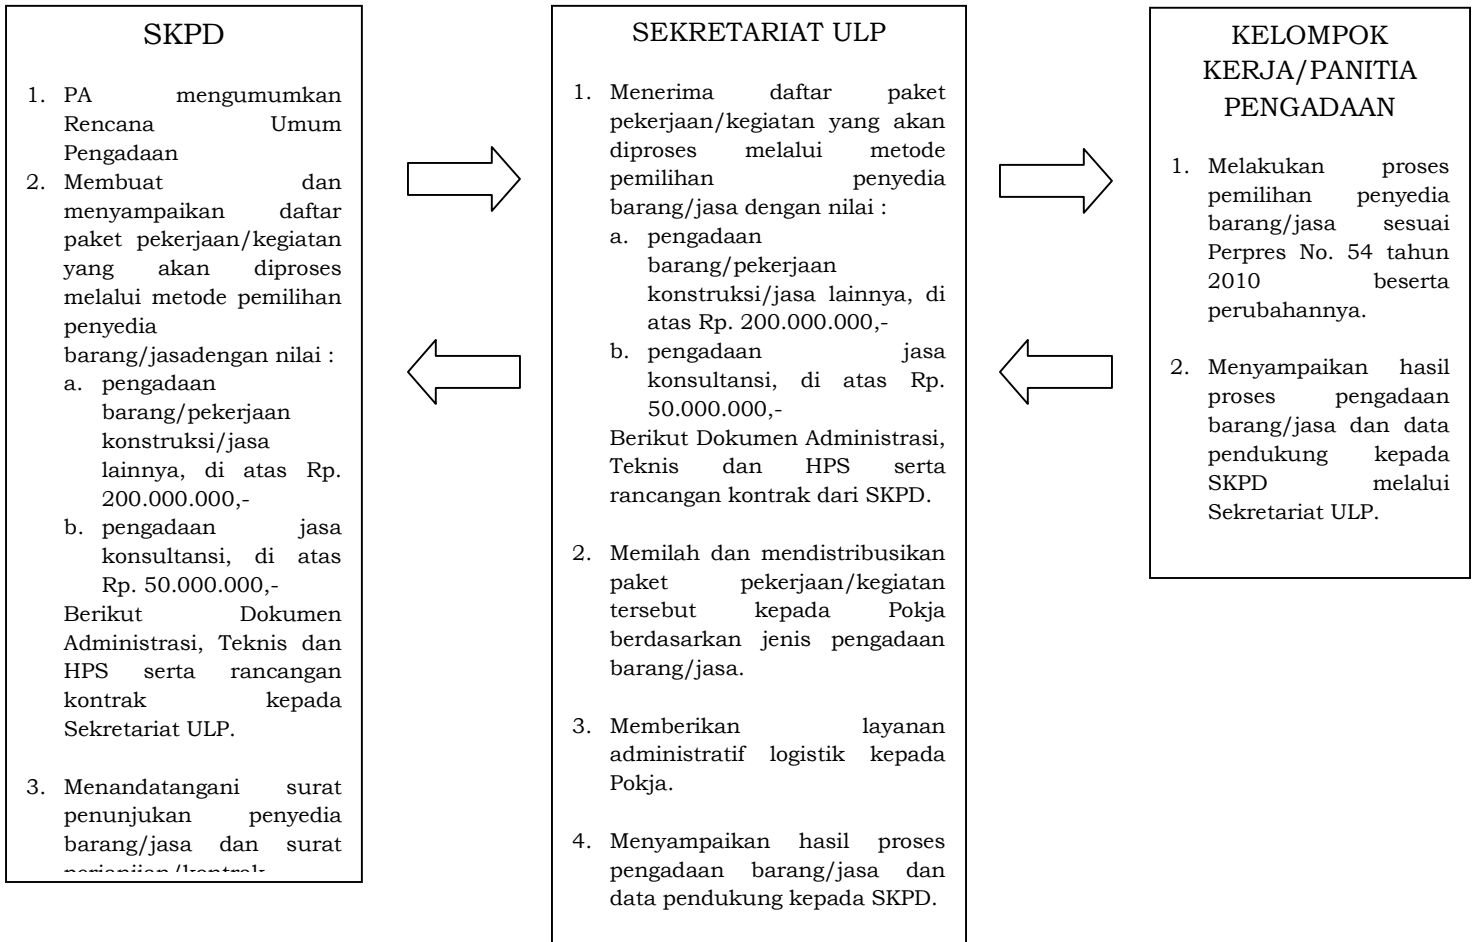 SKPD
1. PA mengumumkan
Rencana Umum
Pengadaan
2. Membuat dan
menyampaikan daftar
paket pekerjaan/kegiatan
yang akan diproses
melalui metode pemilihan
penyedia
barang/jasadengan nilai :
a. pengadaan
barang/pekerjaan
konstruksi/jasa
lainnya, di atas Rp.
200.000.000,-
b. pengadaan jasa
konsultansi, di atas
Rp. 50.000.000,-
Berikut Dokumen
Administrasi, Teknis dan
HPS serta rancangan
kontrak kepada
Sekretariat ULP.
3. Menandatangani surat
penunjukan penyedia
barang/jasa dan surat
perjanjian/kontrak
SEKRETARIAT ULP
1. Menerima daftar paket
pekerjaan/kegiatan yang akan
diproses melalui metode
pemilihan penyedia
barang/jasa dengan nilai :
a. pengadaan
barang/pekerjaan
konstruksi/jasa lainnya, di
atas Rp. 200.000.000,-
b. pengadaan jasa
konsultansi, di atas Rp.
50.000.000,-
Berikut Dokumen Administrasi,
Teknis dan HPS serta
rancangan kontrak dari SKPD.
2. Memilah dan mendistribusikan
paket pekerjaan/kegiatan
tersebut kepada Pokja
berdasarkan jenis pengadaan
barang/jasa.
3. Memberikan layanan
administratif logistik kepada
Pokja.
4. Menyampaikan hasil proses
pengadaan barang/jasa dan
data pendukung kepada SKPD.
KELOMPOK
KERJA/PANITIA
PENGADAAN
1. Melakukan proses
pemilihan penyedia
barang/jasa sesuai
Perpres No. 54 tahun
2010 beserta
perubahannya.
2. Menyampaikan hasil
proses pengadaan
barang/jasa dan data
pendukung kepada
SKPD melalui
Sekretariat ULP.